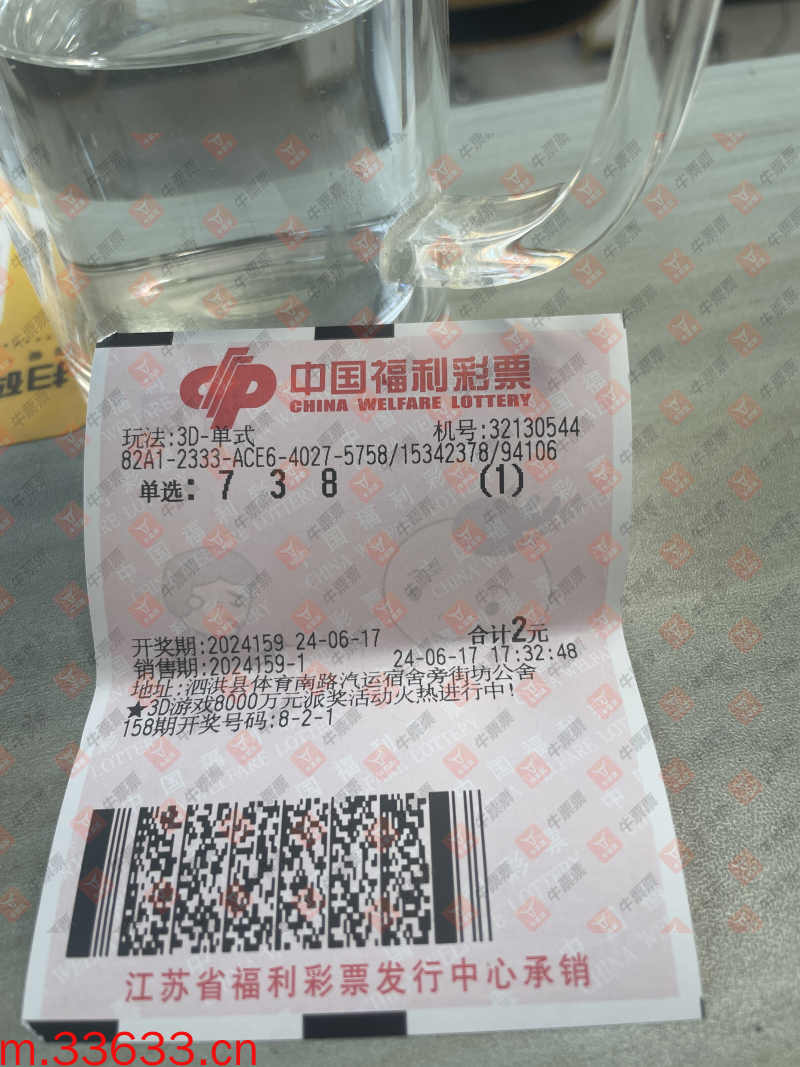 中国福利彩票
CHINA WELFARE LOTTERY
玩法:3D-单式 机号:32130544
82A1-2333-ACE6-4027-5758/15342378/94106
单选: 7 3 8 (1)
开奖期:2024159 24-06-17 合计2元
销售期:2024159-1 24-06-17 17:32:48
地址:泗洪县体育南路汽运宿舍旁街坊公舍
★3D游戏8000万元派奖活动火热进行中!
158期开奖号码:8-2-1
江苏省福利彩票发行中心承销
m.33633.cn
牛票票